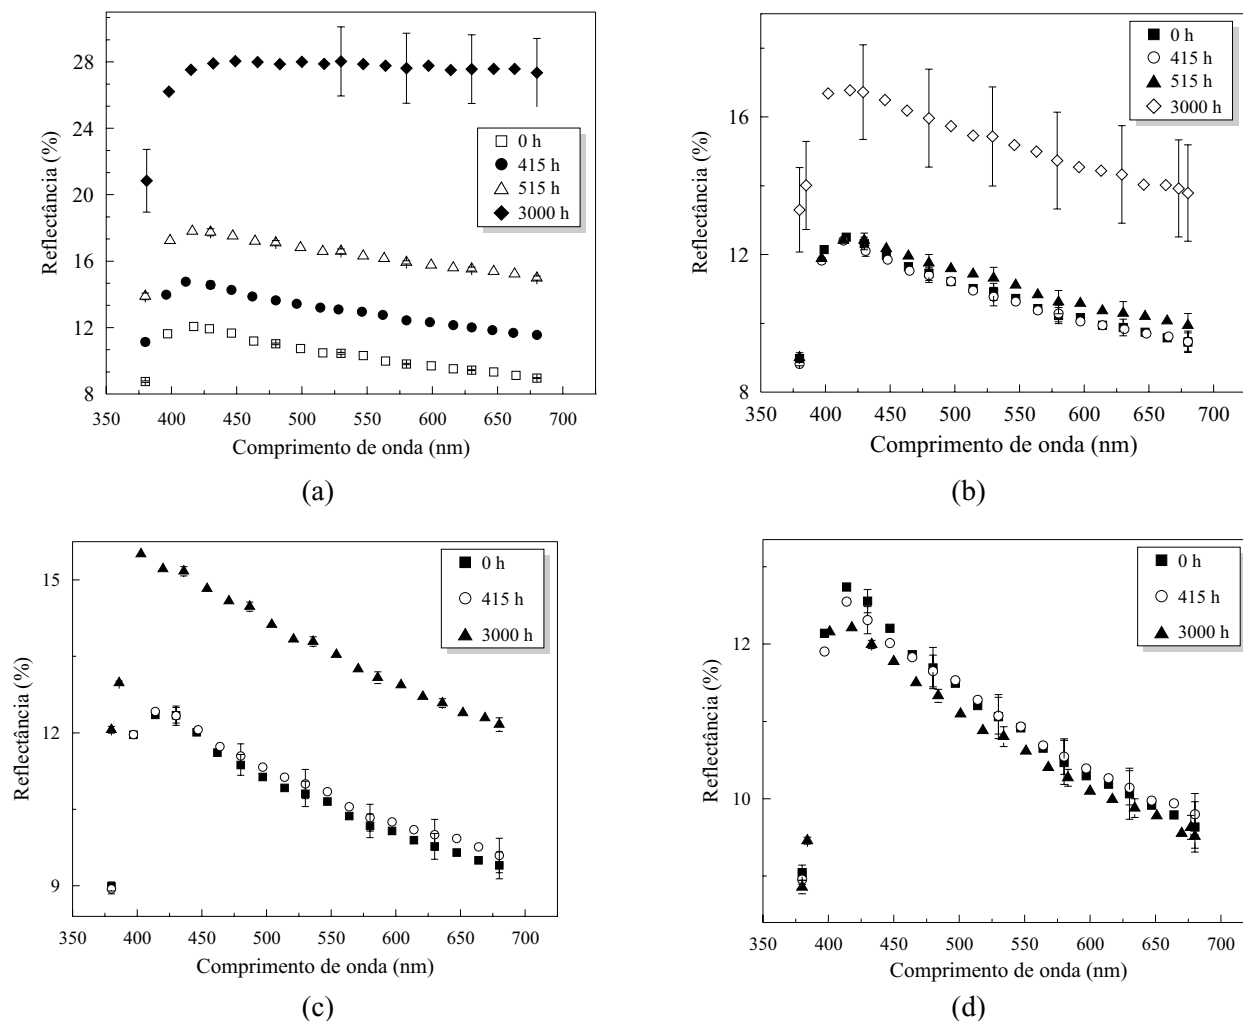 28
24
20
16
12
8
Reflectância (%)
0 h
415 h
515 h
3000 h
350 400 450 500 550 600 650 700
Comprimento de onda (nm)
(a)
16
12
8
Reflectância (%)
0 h
415 h
515 h
3000 h
350 400 450 500 550 600 650 700
Comprimento de onda (nm)
(b)
15
12
9
Reflectância (%)
0 h
415 h
3000 h
350 400 450 500 550 600 650 700
Comprimento de onda (nm)
(c)
12
10
Reflectância (%)
0 h
415 h
3000 h
350 400 450 500 550 600 650 700
Comprimento de onda (nm)
(d)